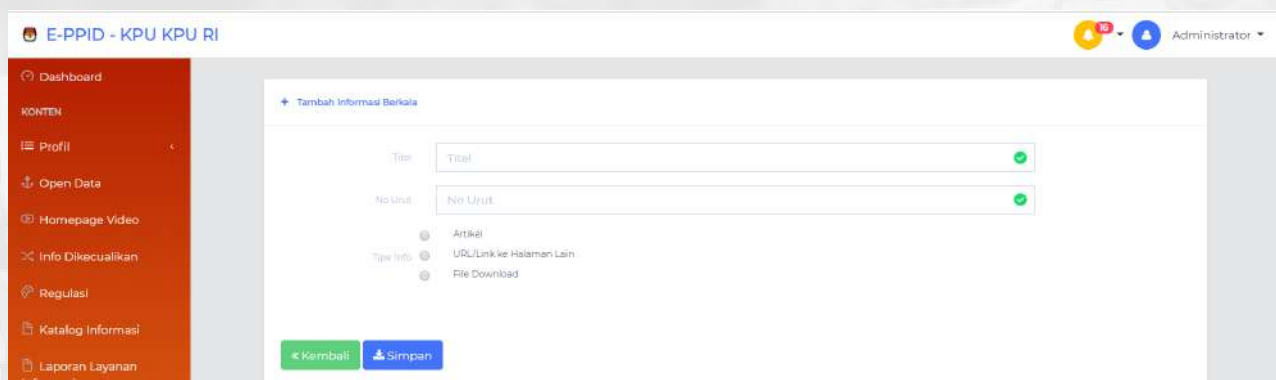 E-PPID - KPU KPU RI
16
Administrator
Dashboard
KONTEN
Profil
Open Data
Homepage Video
Info Dikecualikan
Regulasi
Katalog Informasi
Laporan Layanan
+ Tambah Informasi Berkala
Titel
Titel
No Urut
No Urut
Tipe Info
Artikel
URL/Link ke Halaman Lain
File Download
« Kembali
Simpan